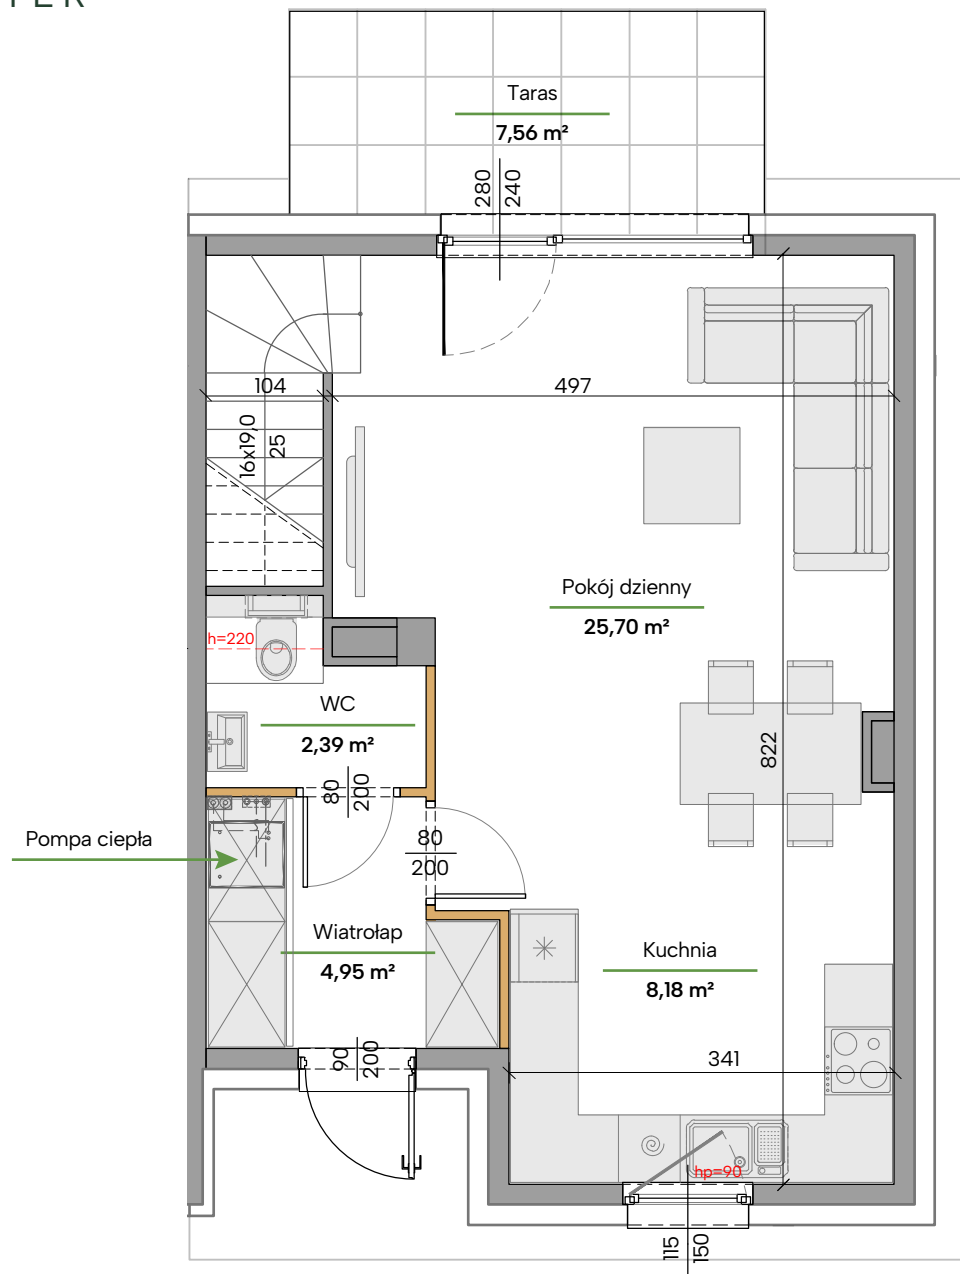 Taras
7,56 m²
280
240
104
497
16x19,0
25
Pokój dzienny
25,70 m²
h=220
WC
2,39 m²
822
80
200
Pompa ciepła
80
200
Wiatrołap
4,95 m²
Kuchnia
8,18 m²
90
200
341
hp=90
115
150